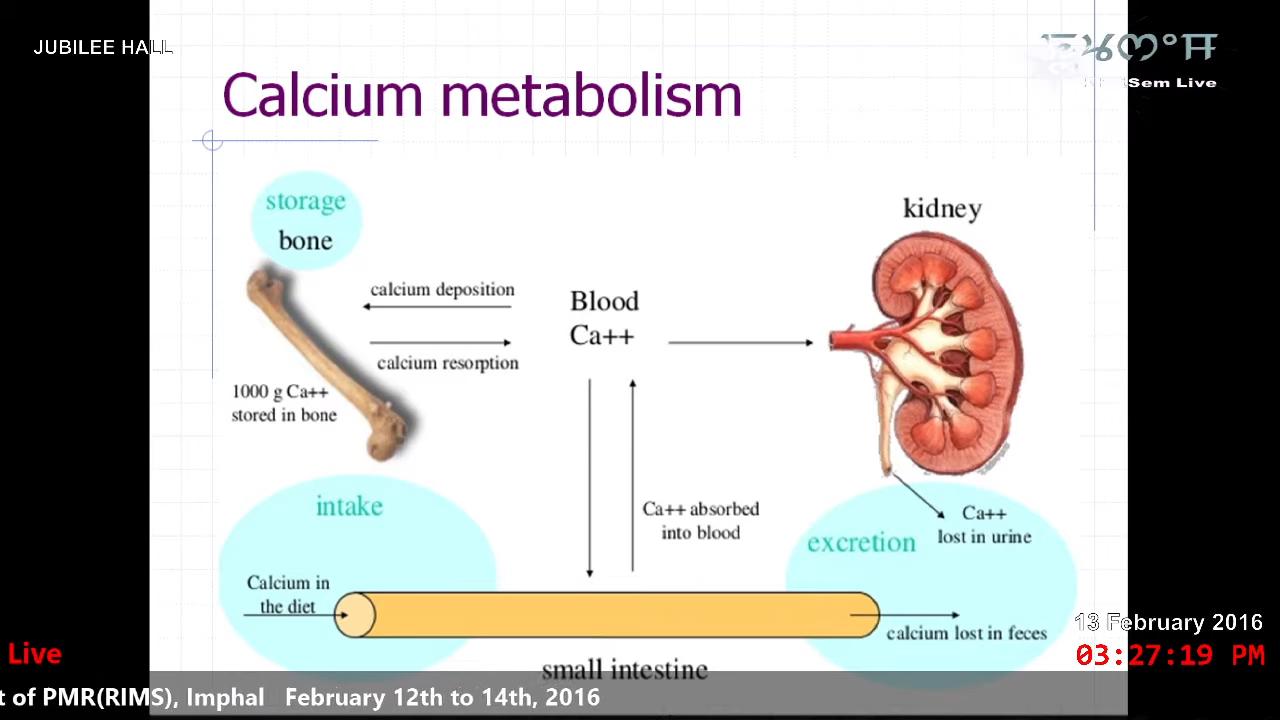 JUBILEE HALL
Sem Live
Calcium metabolism
storage
bone
kidney
calcium deposition
Blood
Ca++
calcium resorption
1000 g Ca++
stored in bone
intake
Ca++ absorbed
into blood
Ca++
lost in urine
excretion
Calcium in
the diet
calcium lost in feces
small intestine
13 February 2016
Live
03:27:19 PM
t of PMR(RIMS), Imphal February 12th to 14th, 2016